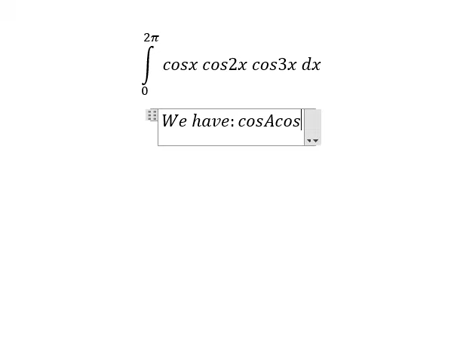 2π
∫ cosx cos2x cos3x dx
0
We have: cosAcos